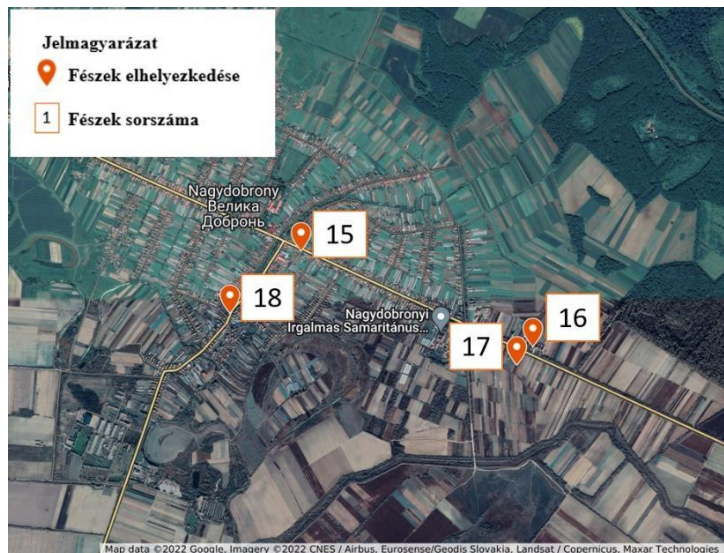 Jelmagyarázat
Fészek elhelyezkedése
1 Fészek sorszáma
Nagydobrony
Велика
Добронь
15
18
Nagydobronyi
Irgalmas Samaritánus...
16
17
Map data ©2022 Google, Imagery ©2022 CNES / Airbus, Eurosense/Geodis Slovakia, Landsat / Copernicus, Maxar Technologies